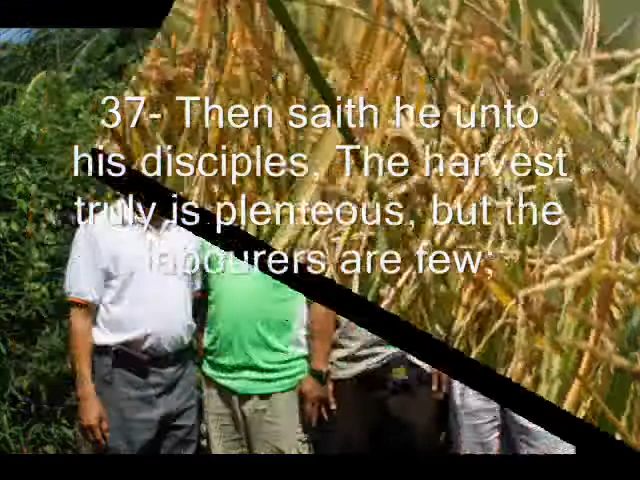 37- Then saith he unto
his disciples, The harvest
truly is plenteous, but the
labourers are few;